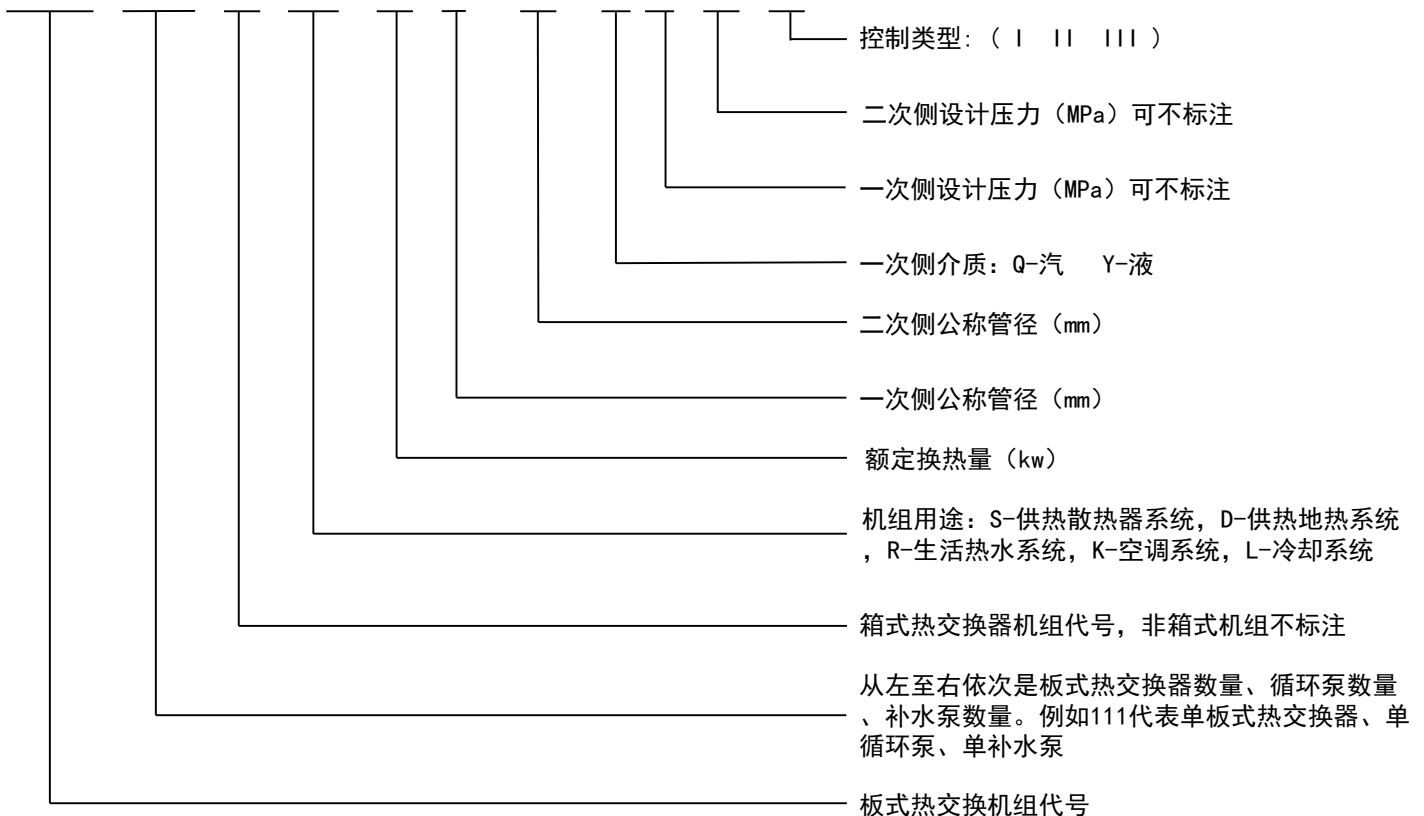 控制类型:（ I II III ）
二次侧设计压力（MPa）可不标注
一次侧设计压力（MPa）可不标注
一次侧介质：Q-汽 Y-液
二次侧公称管径（mm）
一次侧公称管径（mm）
额定换热量（kw）
机组用途：S-供热散热器系统，D-供热地热系统
，R-生活热水系统，K-空调系统，L-冷却系统
箱式热交换器机组代号，非箱式机组不标注
从左至右依次是板式热交换器数量、循环泵数量
、补水泵数量。例如111代表单板式热交换器、单
循环泵、单补水泵
板式热交换机组代号